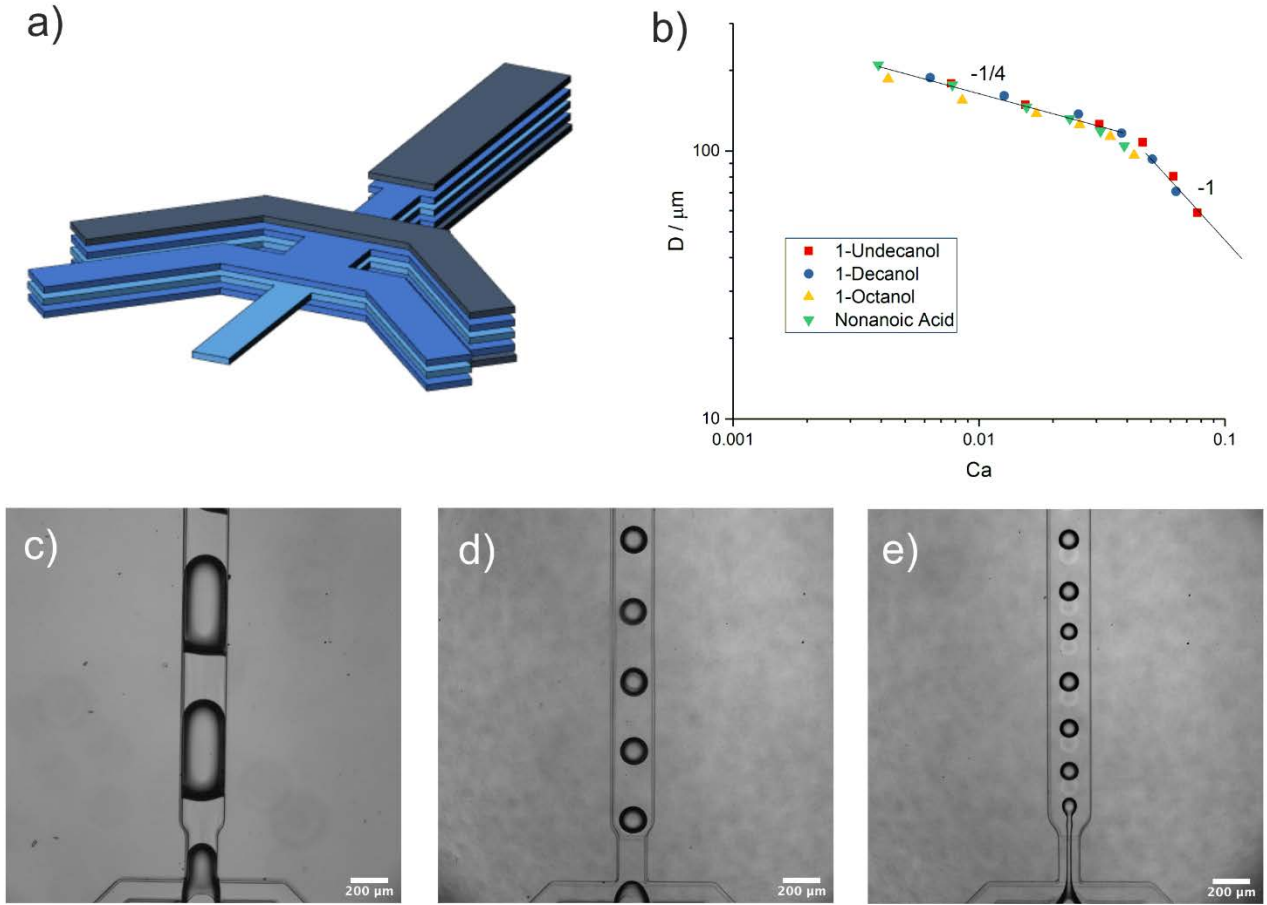 a)
b)
-1/4
-1
100
10
D / μm
1-Undecanol
1-Decanol
1-Octanol
Nonanoic Acid
0.001
0.01
0.1
Ca
c)
d)
e)
200 μm
200 μm
200 μm